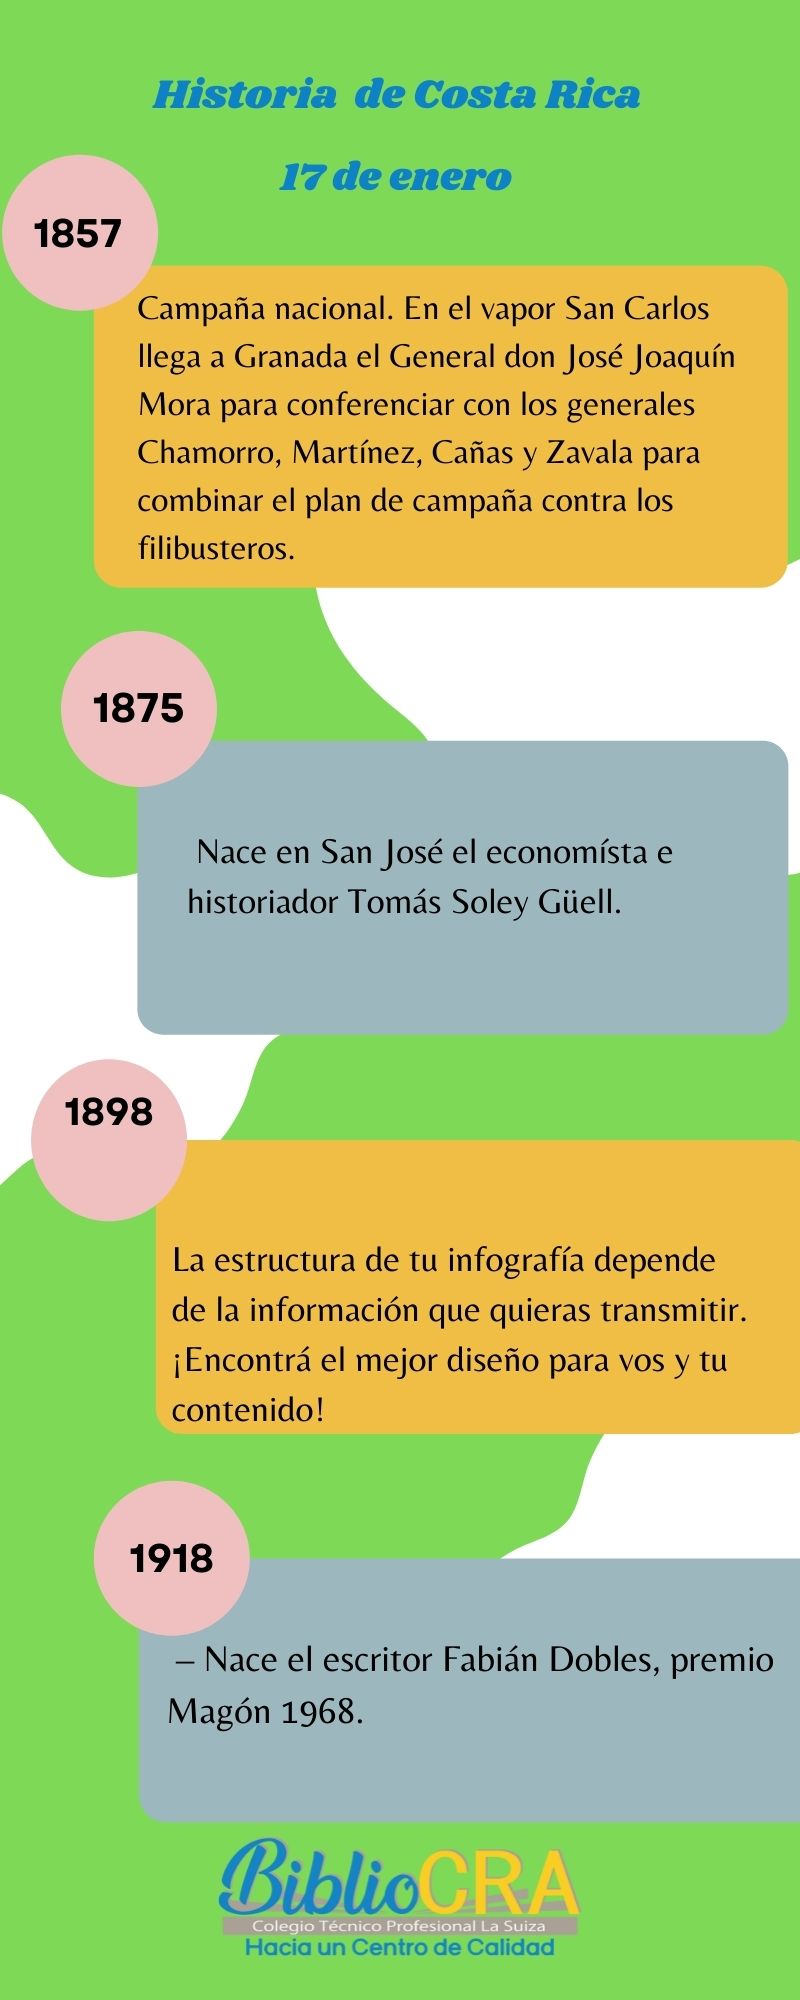 Historia de Costa Rica
17 de enero
1857
Campaña nacional. En el vapor San Carlos
llega a Granada el General don José Joaquín
Mora para conferenciar con los generales
Chamorro, Martínez, Cañas y Zavala para
combinar el plan de campaña contra los
filibusteros.
1875
Nace en San José el economísta e
historiador Tomás Soley Güell.
1898
La estructura de tu infografía depende
de la información que quieras transmitir.
¡Encontrá el mejor diseño para vos y tu
contenido!
1918
– Nace el escritor Fabián Dobles, premio
Magón 1968.
BiblioCRA
Colegio Técnico Profesional La Suiza
Hacia un Centro de Calidad